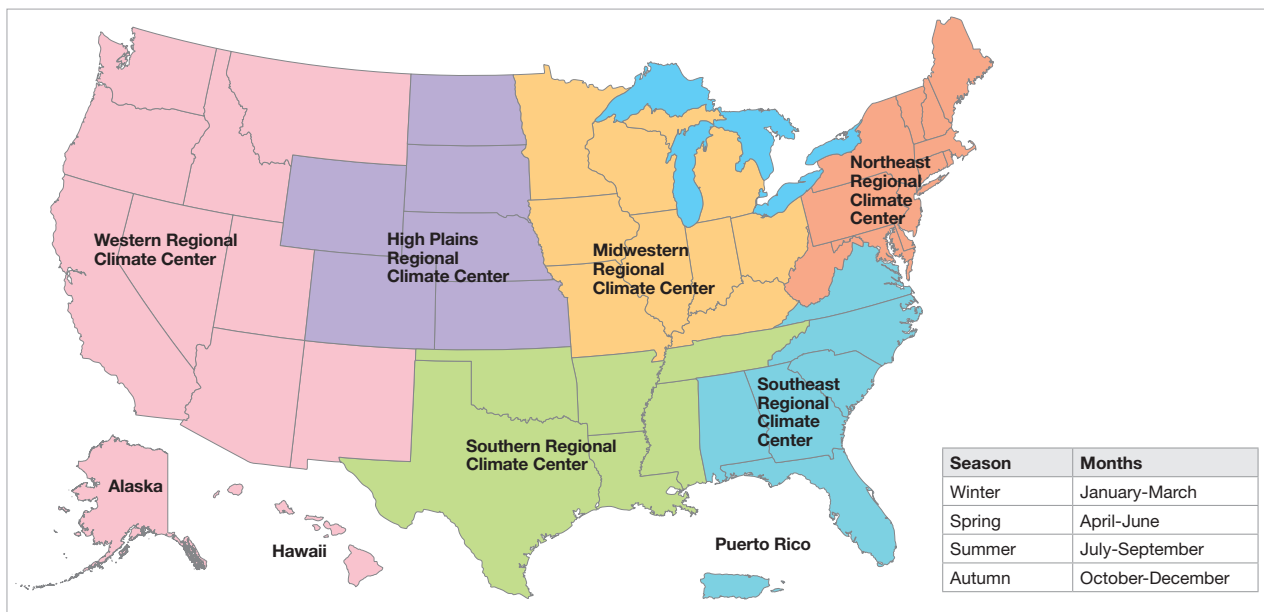 Northeast
Regional
Climate
Center
Western Regional
Climate Center
High Plains
Regional
Climate Center
Midwestern
Regional
Climate Center
Southeast
Regional
Climate
Center
Southern Regional
Climate Center
Alaska
Hawaii
Puerto Rico
Season Months
Winter January-March
Spring April-June
Summer July-September
Autumn October-December